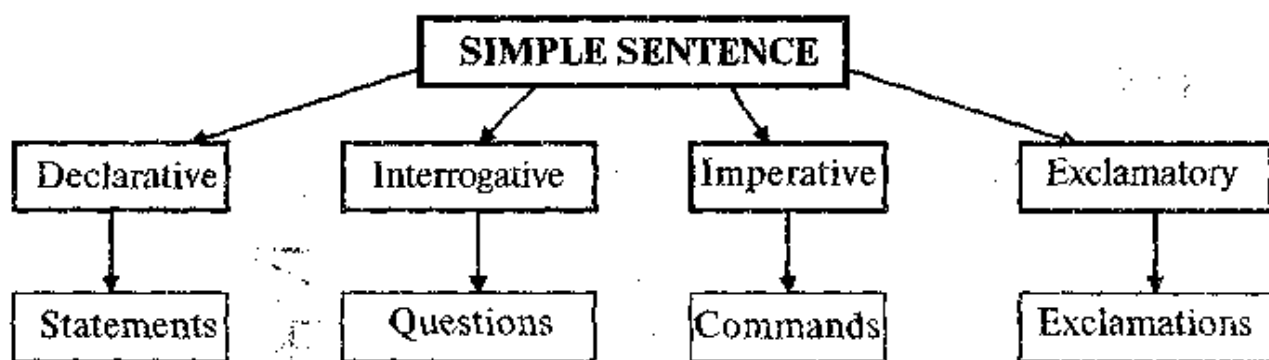 SIMPLE SENTENCE
Declarative Interrogative Imperative Exclamatory
Statements Questions Commands Exclamations